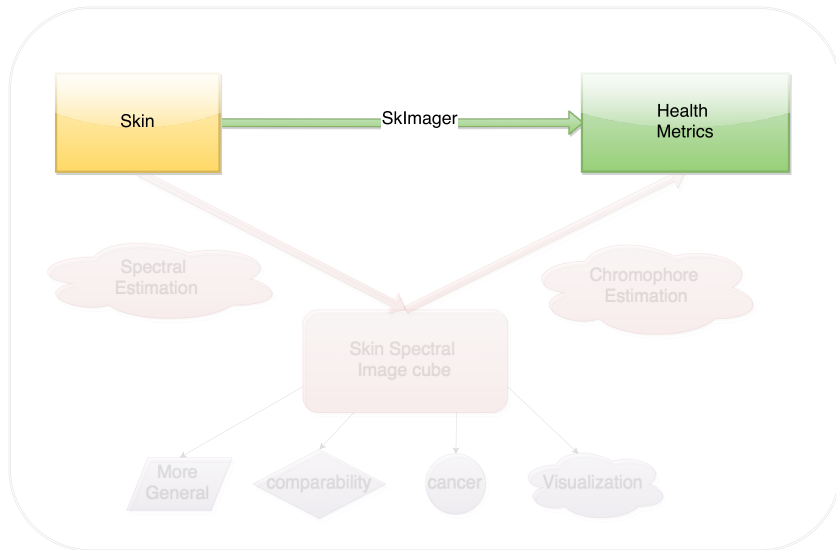 Skin
SkImager
Health
Metrics
Spectral
Estimation
Chromophore
Estimation
Skin Spectral
Image cube
More
General
comparability
cancer
Visualization